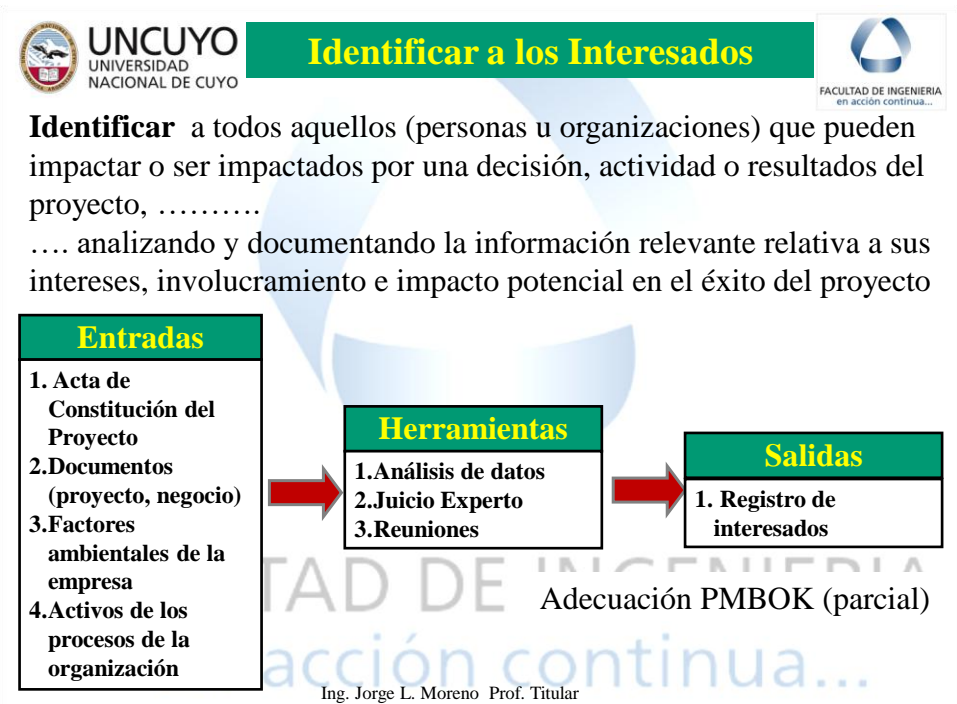 UNCUYO
UNIVERSIDAD
NACIONAL DE CUYO
Identificar a los Interesados
FACULTAD DE INGENIERIA
en acción continua...
Identificar a todos aquellos (personas u organizaciones) que pueden
impactar o ser impactados por una decisión, actividad o resultados del
proyecto, ……….
…. analizando y documentando la información relevante relativa a sus
intereses, involucramiento e impacto potencial en el éxito del proyecto
Entradas
1. Acta de
Constitución del
Proyecto
2.Documentos
(proyecto, negocio)
3.Factores
ambientales de la
empresa
4.Activos de los
procesos de la
organización
Herramientas
1.Análisis de datos
2.Juicio Experto
3.Reuniones
Salidas
1. Registro de
interesados
TAD DE INGENIERIA
Adecuación PMBOK (parcial)
acción continua...
Ing. Jorge L. Moreno Prof. Titular